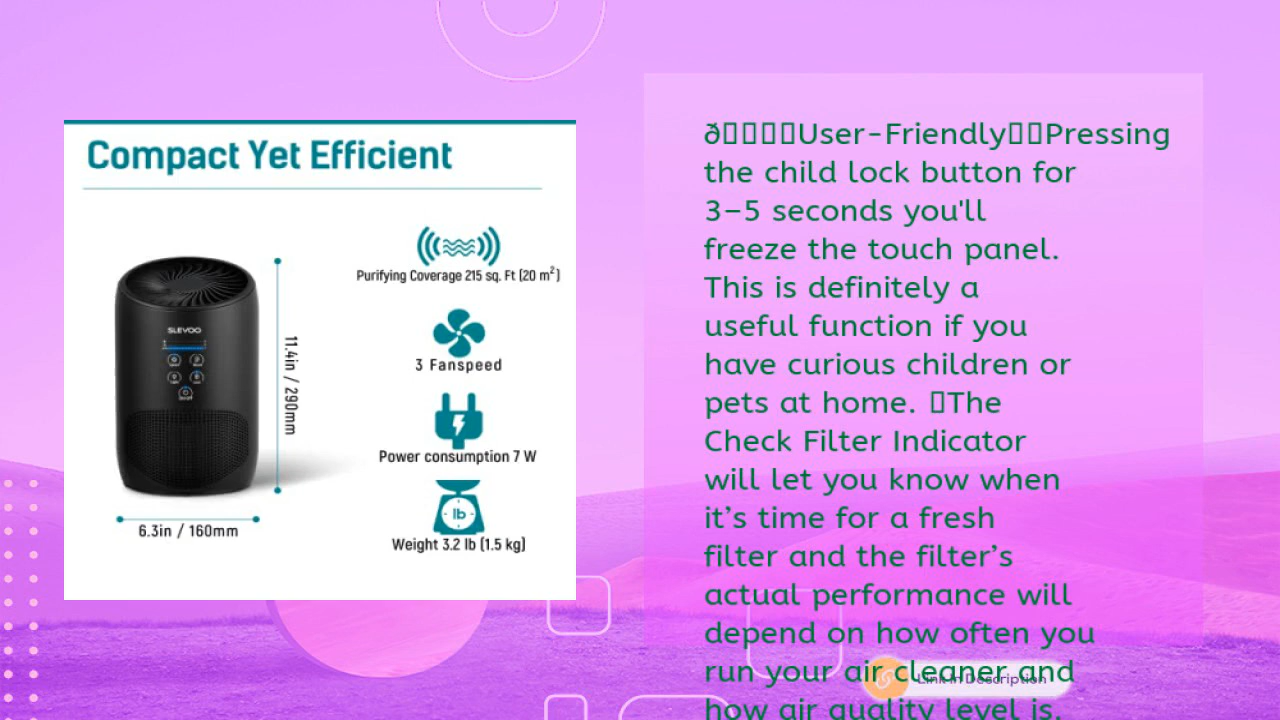 Compact Yet Efficient
SLEVOO
Purifying Coverage 215 sq. Ft (20 m²)
3 Fanspeed
Power consumption 7 W
lb
Weight 3.2 lb (1.5 kg)
11.4in / 290mm
6.3in / 160mm
ð▯▯▯▯User-Friendly▯▯Pressing
the child lock button for
3–5 seconds you'll
freeze the touch panel.
This is definitely a
useful function if you
have curious children or
pets at home. ▯The
Check Filter Indicator
will let you know when
it’s time for a fresh
filter and the filter’s
actual performance will
depend on how often you
run your air cleaner and
Link in Description
how air quality level is.